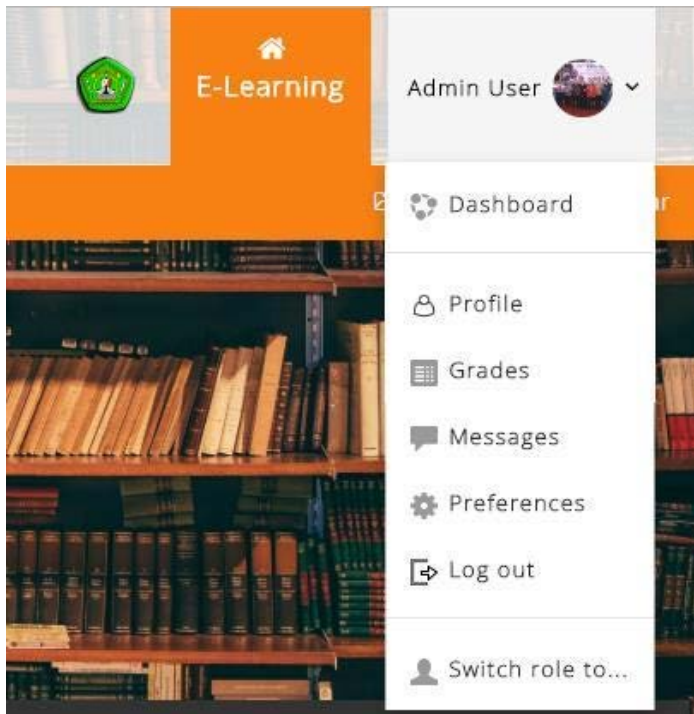 E-Learning
Admin User
Dashboard
Profile
Grades
Messages
Preferences
Log out
Switch role to...